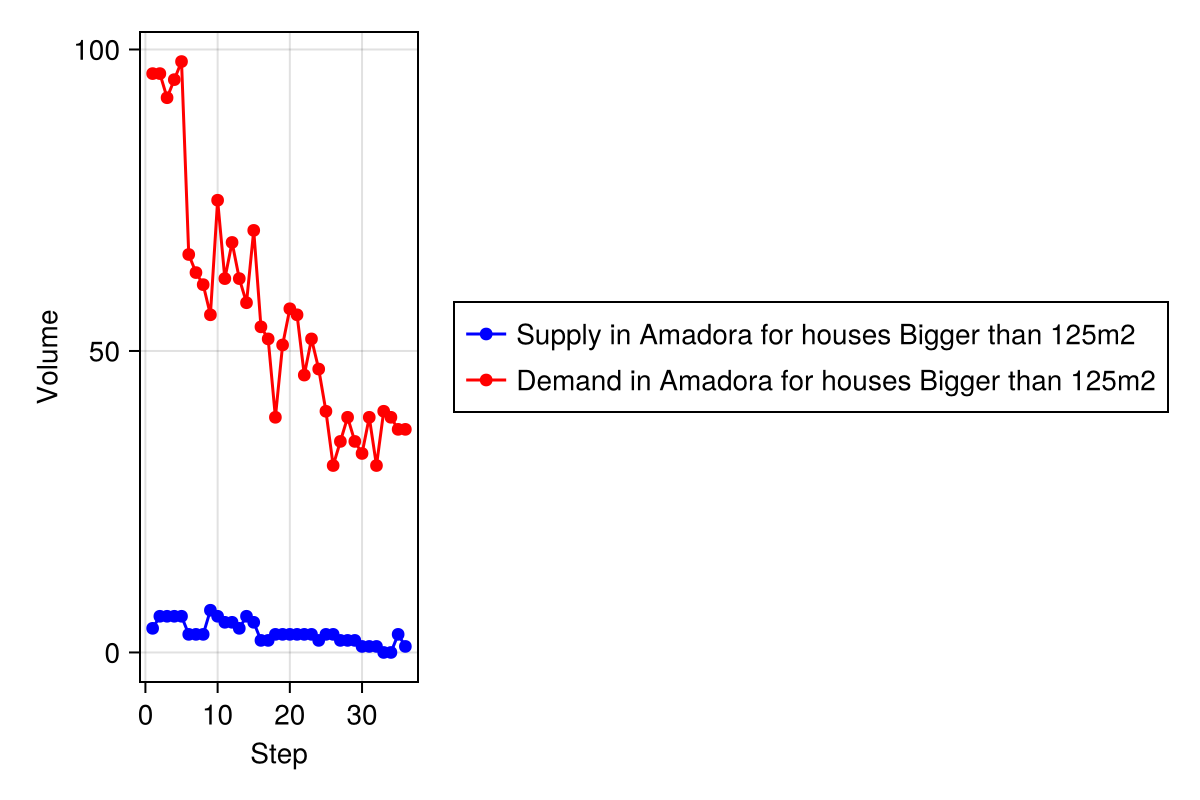 100
50
0
Volume
0 10 20 30
Step
Supply in Amadora for houses Bigger than 125m2
Demand in Amadora for houses Bigger than 125m2